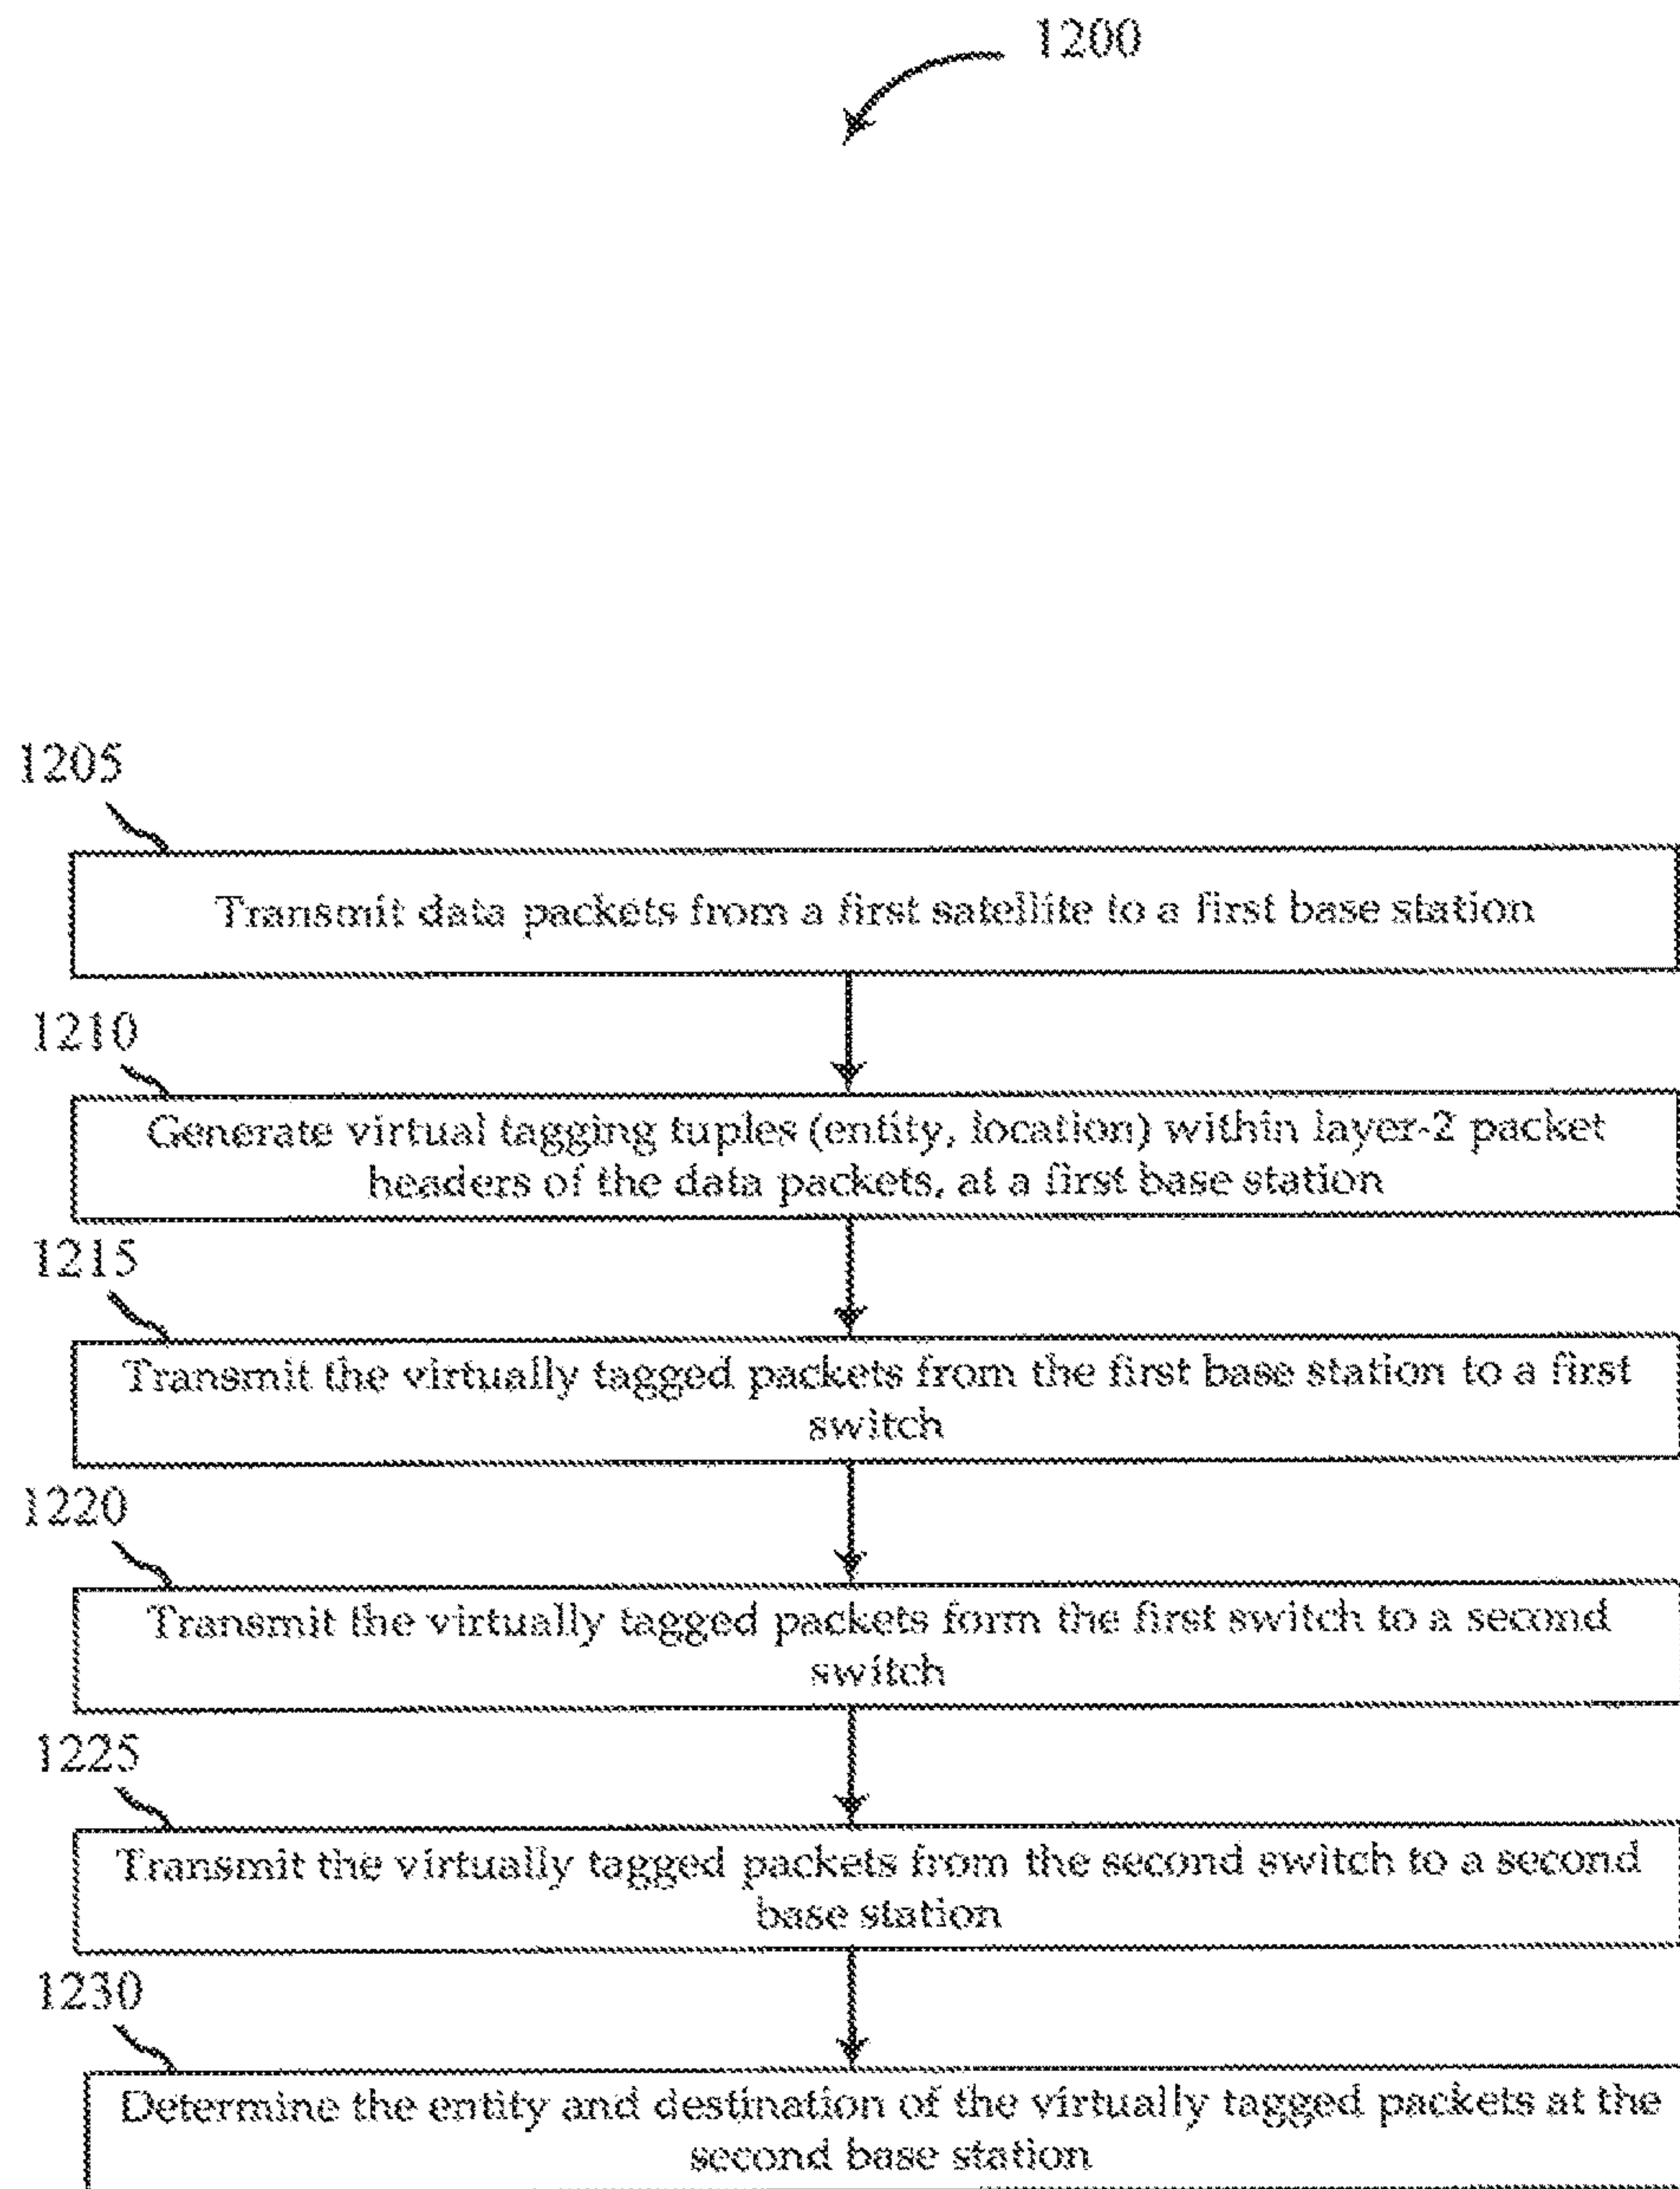 1200
1205
Transmit data packets from a first satellite to a first base station
1210
Generate virtual tagging tuples (entity, location) within layer-2 packet
headers of the data packets, at a first base station
1215
Transmit the virtually tagged packets from the first base station to a first
switch
1220
Transmit the virtually tagged packets form the first switch to a second
switch
1225
Transmit the virtually tagged packets from the second switch to a second
base station
1230
Determine the entity and destination of the virtually tagged packets at the
second base station